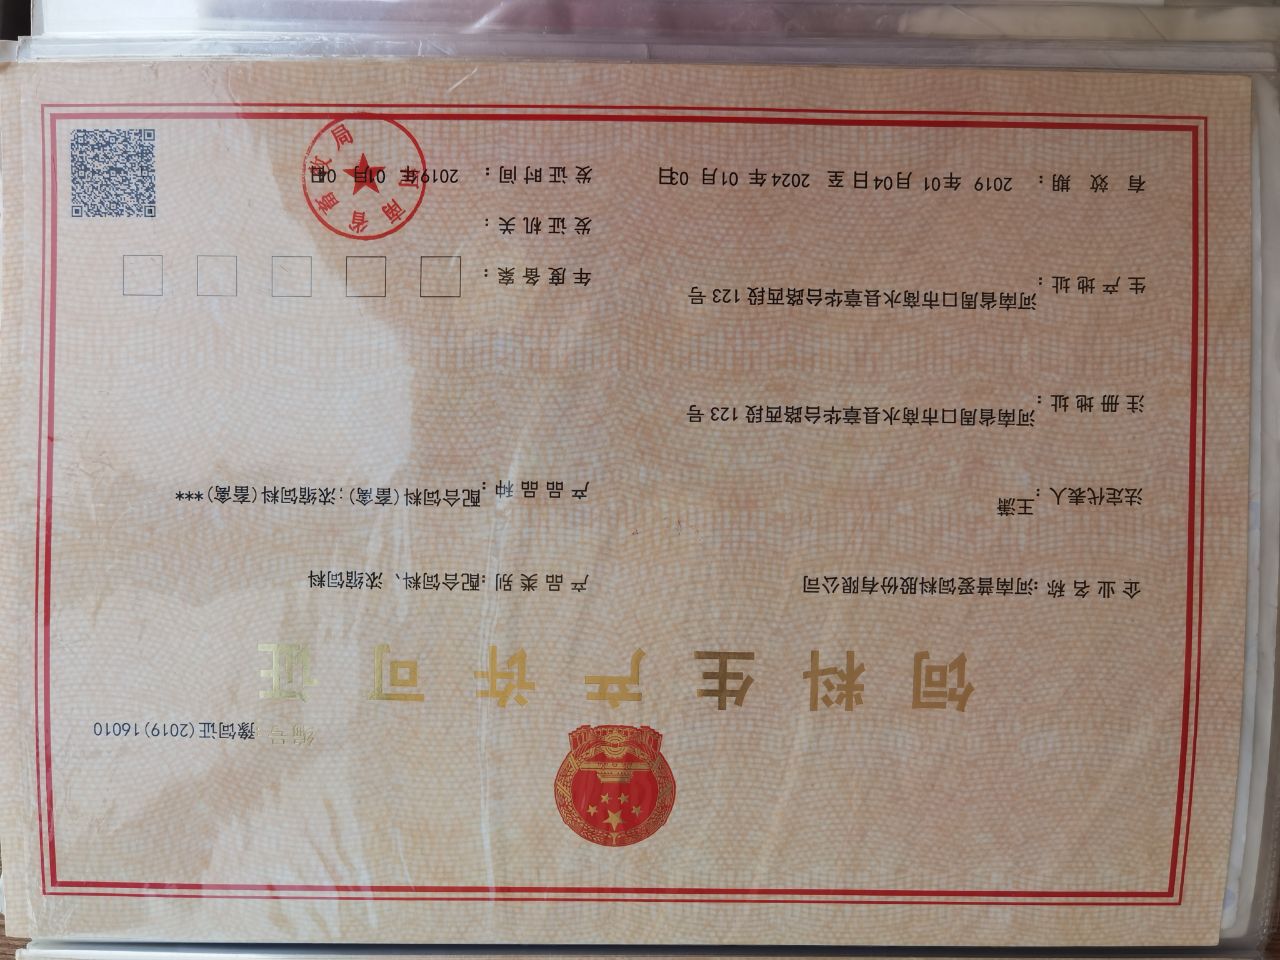 编号：豫饲证(2019)16010
饲料生产许可证
企业名称：河南普爱饲料股份有限公司
法定代表人：王潇
注册地址：河南省周口市商水县章华台路西段123号
生产地址：河南省周口市商水县章华台路西段123号
有效期：2019年01月04日至2024年01月03日
产品类别：配合饲料、浓缩饲料
产品品种：配合饲料(畜禽);浓缩饲料(畜禽)***
年度备案：
发证机关：
发证时间：2019年01月04日